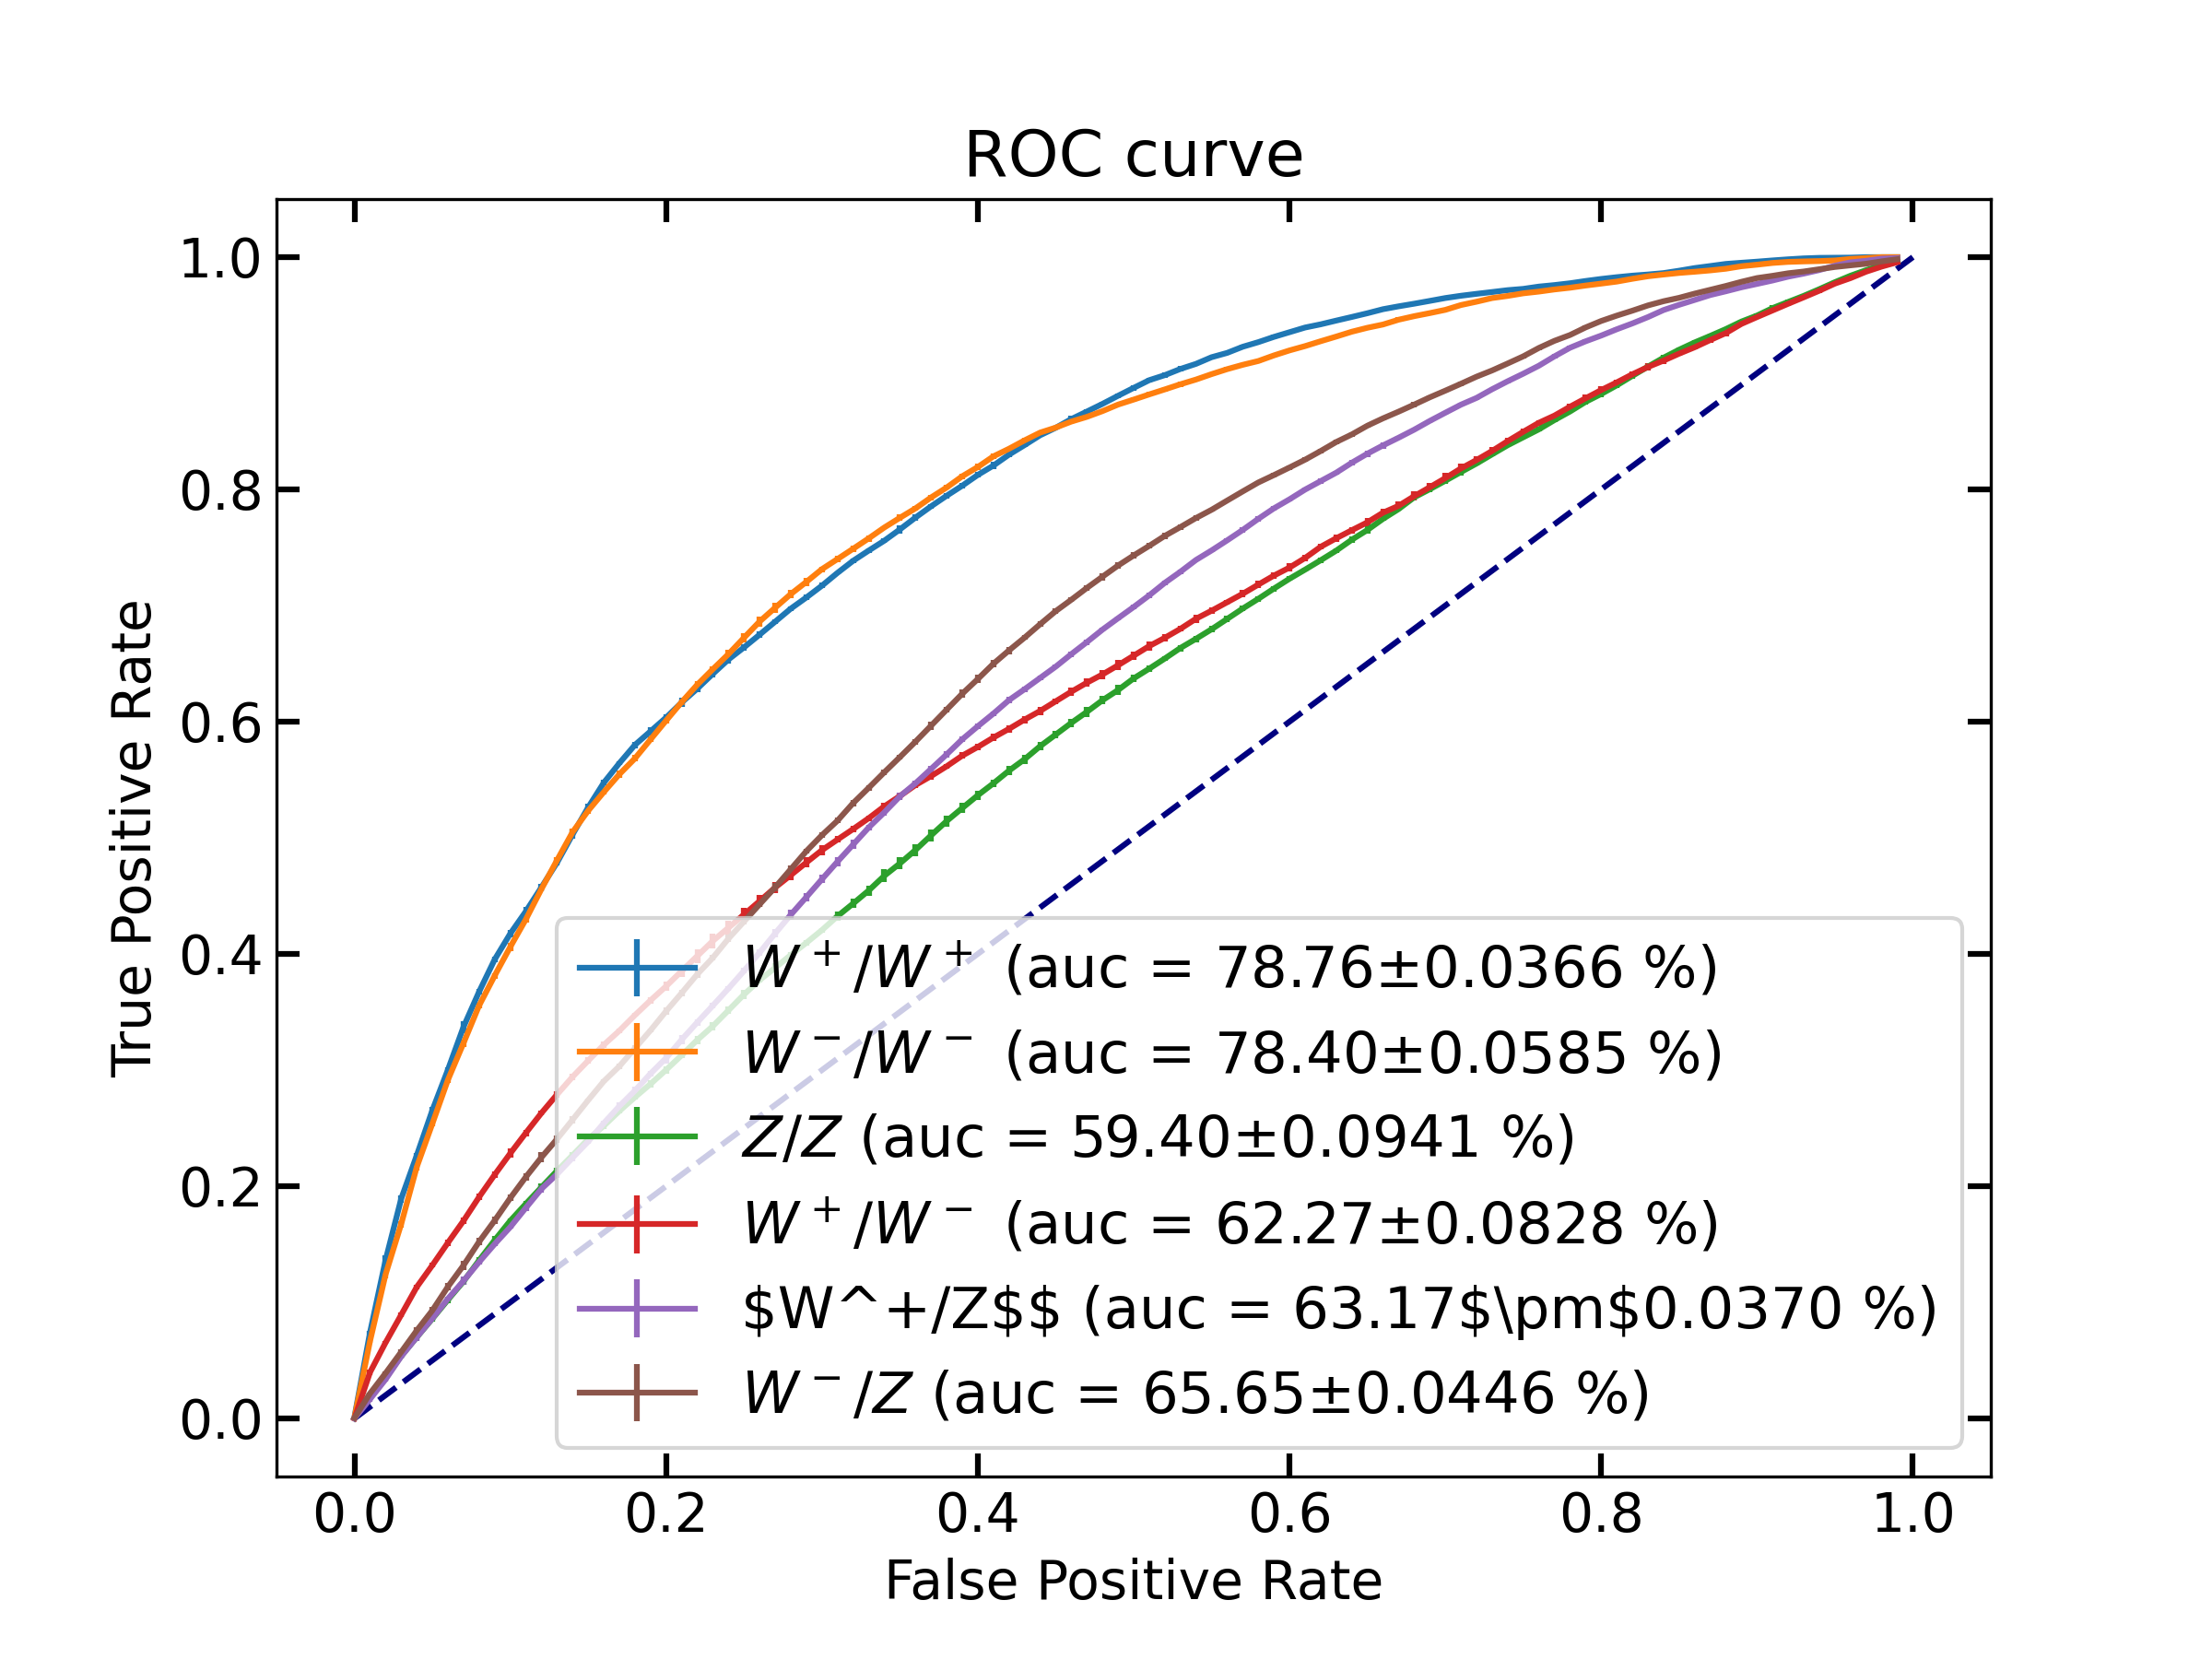 ROC curve
1.0
0.8
0.6
0.4
0.2
0.0
True Positive Rate
W⁺/W⁺ (auc = 78.76±0.0366 %)
W⁻/W⁻ (auc = 78.40±0.0585 %)
Z/Z (auc = 59.40±0.0941 %)
W⁺/W⁻ (auc = 62.27±0.0828 %)
$W^+/Z$$ (auc = 63.17$\pm$0.0370 %)
W⁻/Z (auc = 65.65±0.0446 %)
0.0 0.2 0.4 0.6 0.8 1.0
False Positive Rate